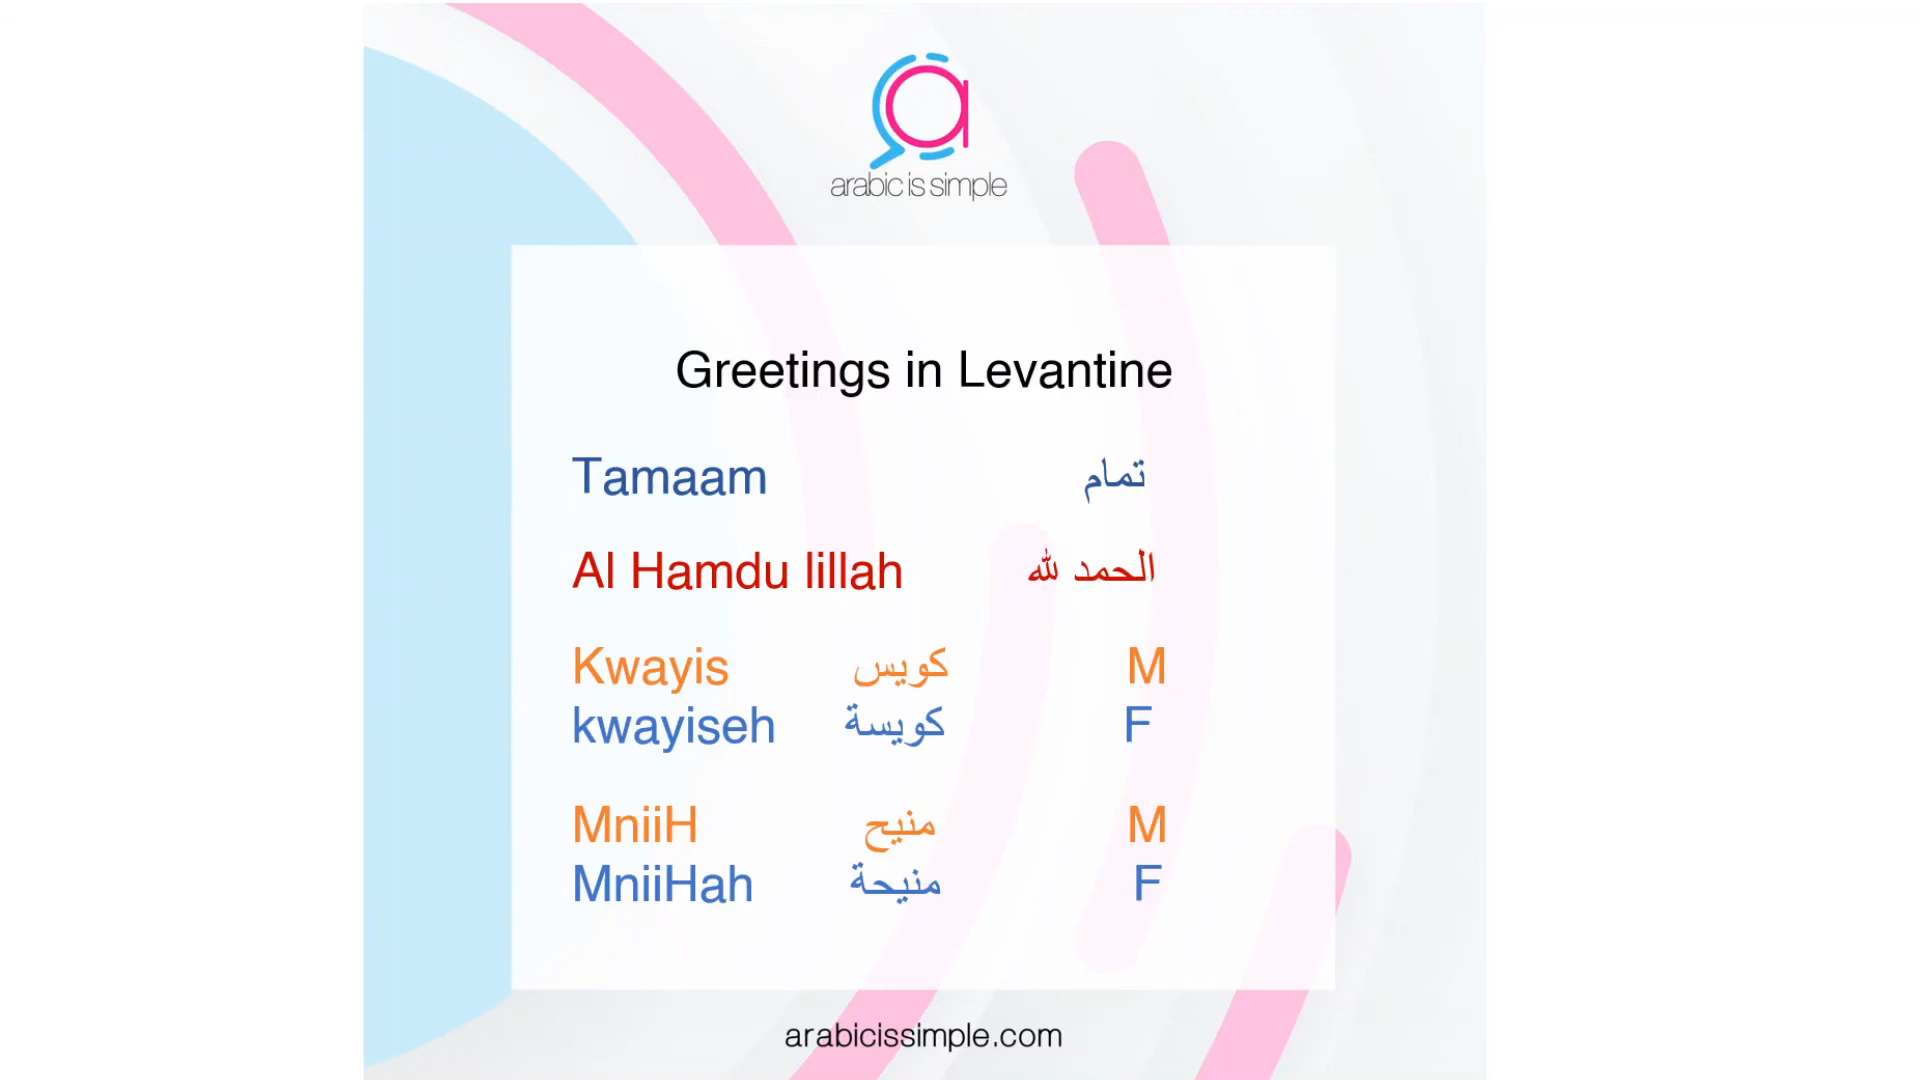 arabic is simple
Greetings in Levantine
Tamaam تمام
Al Hamdu lillah الحمد لله
Kwayis كويس M
kwayiseh كويسة F
MniiH منيح M
MniiHah منيحة F
arabicissimple.com